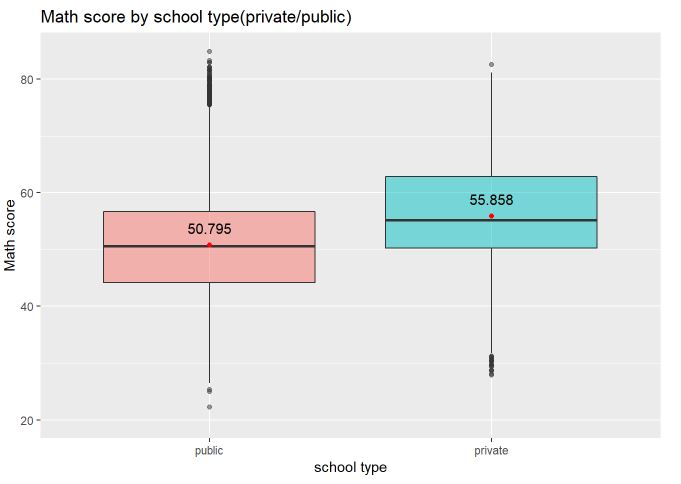 Math score by school type(private/public)
Math score
80
60
40
20
50.795
55.858
public
private
school type